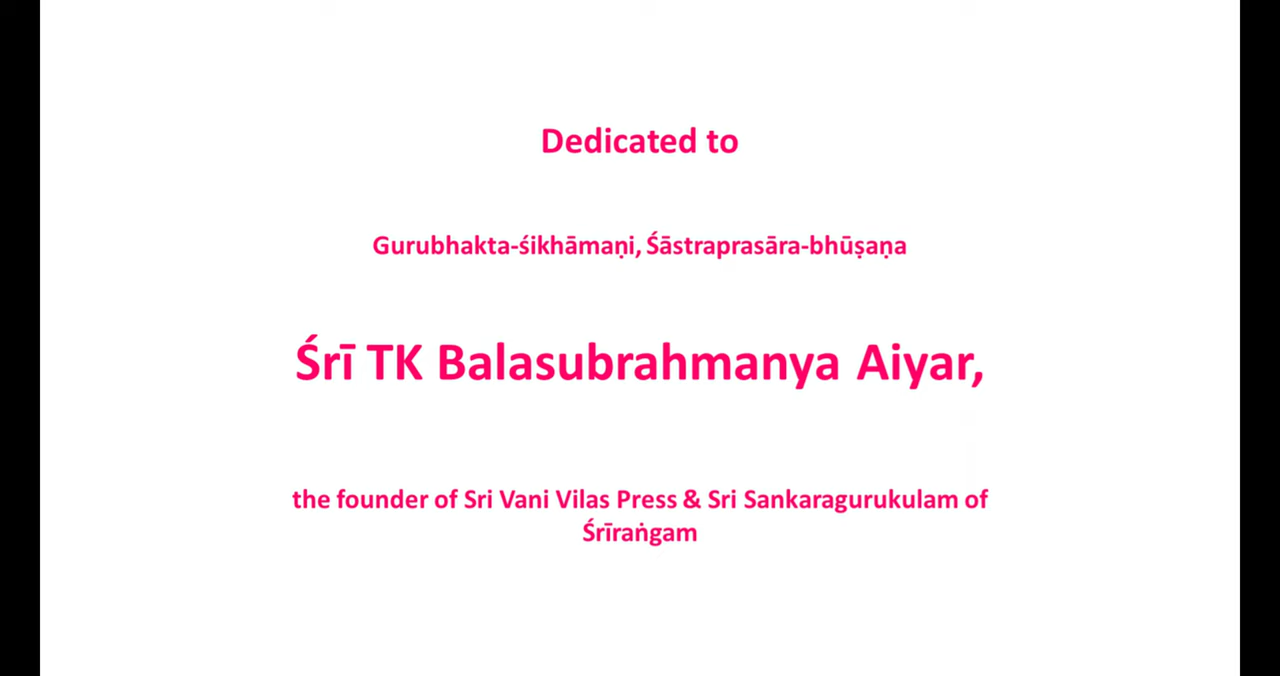 Dedicated to
Gurubhakta-śikhāmaṇi, Śāstraprasāra-bhūṣaṇa
Śrī TK Balasubrahmanya Aiyar,
the founder of Sri Vani Vilas Press & Sri Sankaragurukulam of
Śrīraṅgam